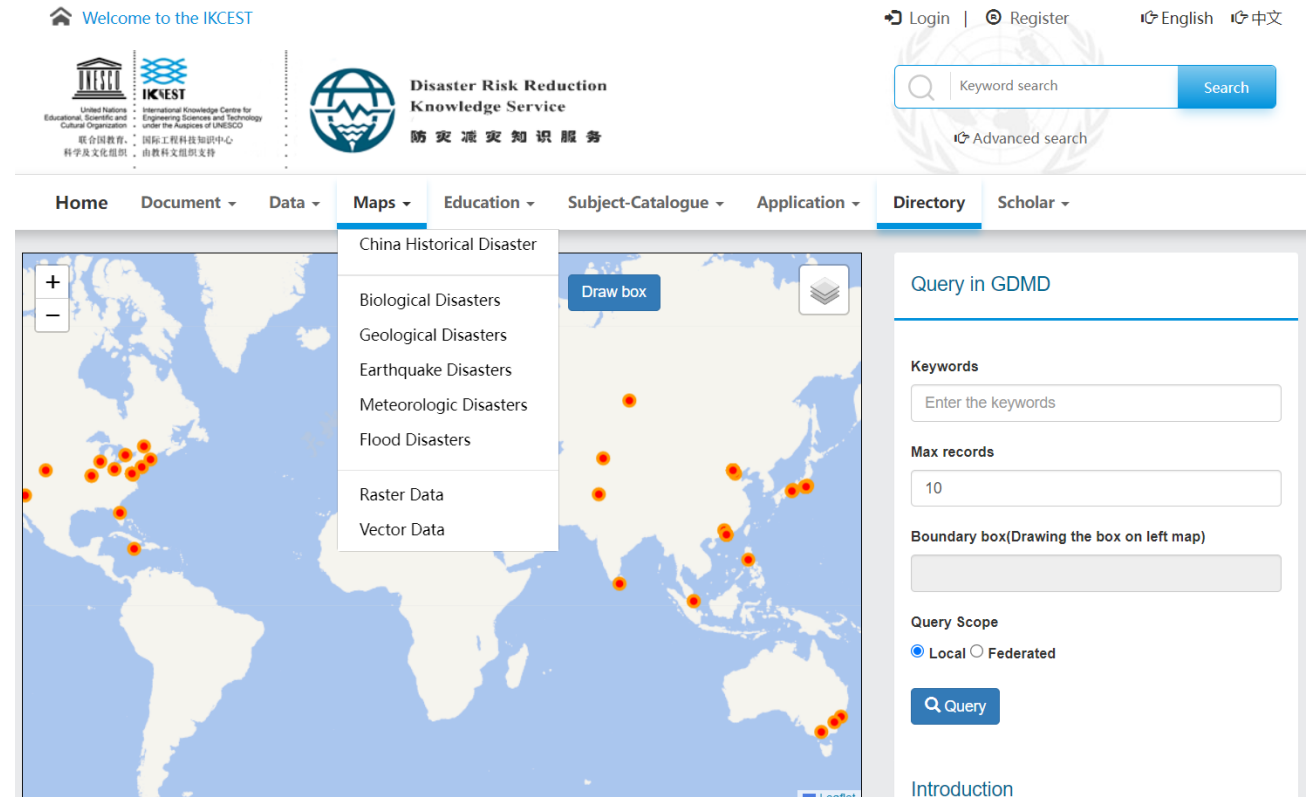 Welcome to the IKCEST
Login | Register
English 中文
UNESCO
IKCEST
United Nations
Educational, Scientific and
Cultural Organization
联合国教育、
科学及文化组织
International Knowledge Centre for
Engineering Sciences and Technology
under the Auspices of UNESCO
国际工程科技知识中心
由教科文组织支持
Disaster Risk Reduction
Knowledge Service
防灾减灾知识服务
Keyword search
Search
Advanced search
Home Document Data Maps Education Subject-Catalogue Application Directory Scholar
China Historical Disaster
Biological Disasters
Geological Disasters
Earthquake Disasters
Meteorologic Disasters
Flood Disasters
Raster Data
Vector Data
+
−
Draw box
Leaflet
Query in GDMD
Keywords
Enter the keywords
Max records
10
Boundary box(Drawing the box on left map)
Query Scope
Local Federated
Query
Introduction